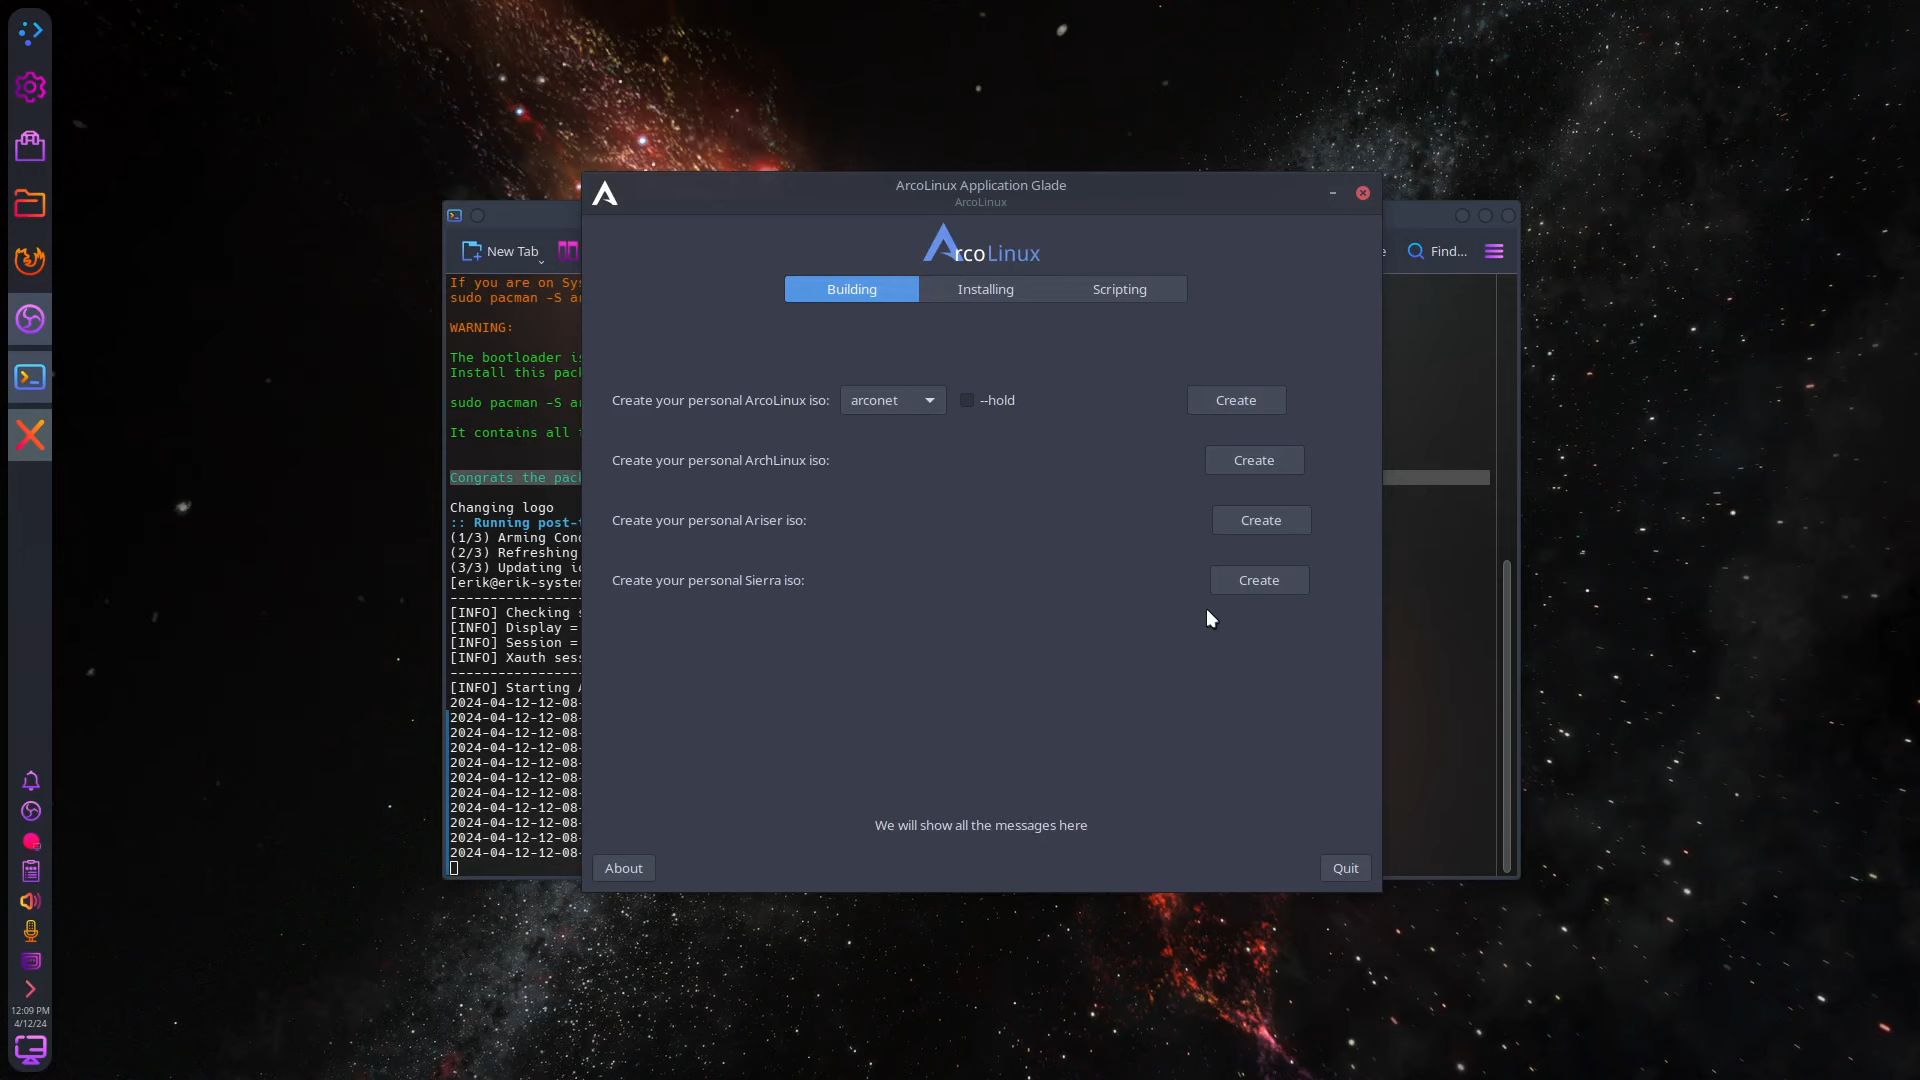 ArcoLinux Application Glade
ArcoLinux
ArcoLinux
New Tab
Find...
Building
Installing
Scripting
If you are on Sys
sudo pacman -S ar
WARNING:
The bootloader is
Install this pack
sudo pacman -S ar
It contains all
Congrats the pack
Changing logo
:: Running post-t
(1/3) Arming Cond
(2/3) Refreshing
(3/3) Updating ic
[erik@erik-system
[INFO] Checking s
[INFO] Display =
[INFO] Session =
[INFO] Xauth sess
[INFO] Starting A
2024-04-12-12-08-
2024-04-12-12-08-
2024-04-12-12-08-
2024-04-12-12-08-
2024-04-12-12-08-
2024-04-12-12-08-
2024-04-12-12-08-
2024-04-12-12-08-
2024-04-12-12-08-
2024-04-12-12-08-
2024-04-12-12-08-
Create your personal ArcoLinux iso: arconet --hold Create
Create your personal ArchLinux iso: Create
Create your personal Ariser iso: Create
Create your personal Sierra iso: Create
We will show all the messages here
About
Quit
12:09 PM
4/12/24